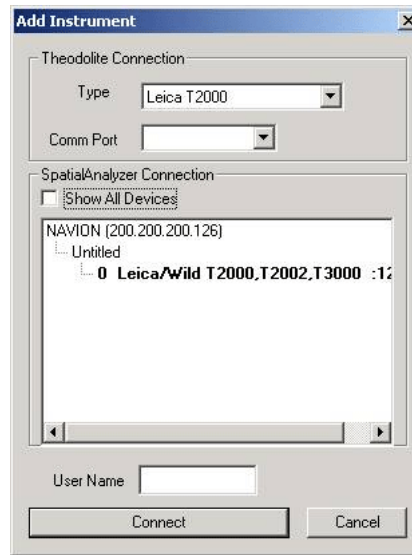 Add Instrument
Theodolite Connection
Type Leica T2000
Comm Port
SpatialAnalyzer Connection
Show All Devices
NAVION (200.200.200.126)
Untitled
0 Leica/Wild T2000,T2002,T3000 :12
User Name
Connect Cancel